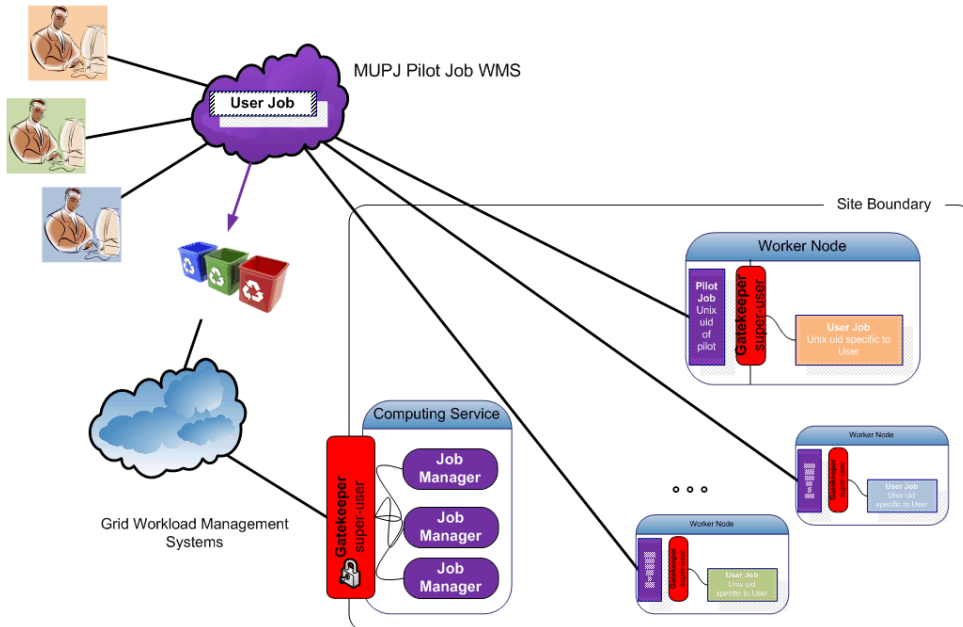 MUPJ Pilot Job WMS
User Job
Site Boundary
Worker Node
Pilot
Job
Unix
uid
of
pilot
Gatekeeper
super-user
User Job
Unix uid specific to
User
Computing Service
Gatekeeper
super-user
Job
Manager
Job
Manager
Job
Manager
Grid Workload Management
Systems
Worker Node
Gatekeeper
super-user
User Job
Unix uid
specific to User
Worker Node
Gatekeeper
super-user
User Job
Unix uid
specific to User